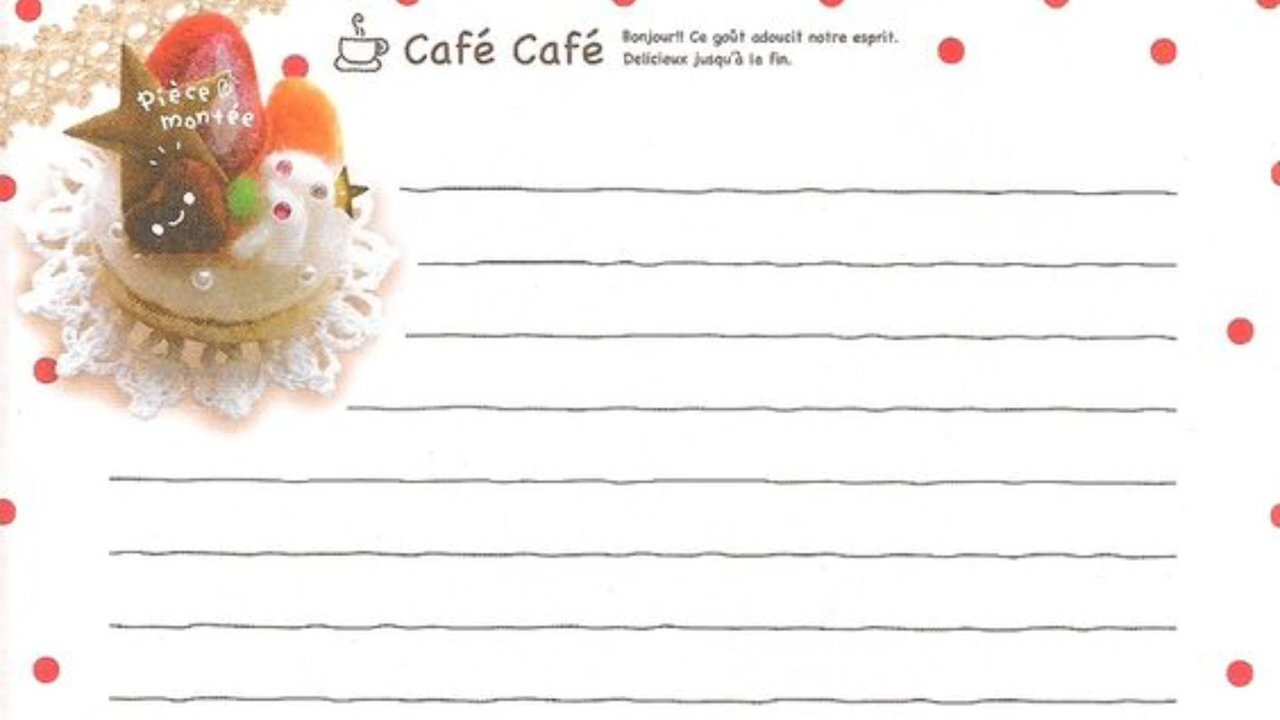 Café Café
Bonjour!! Ce goût adoucit notre esprit.
Delicieux jusqu'à la fin.
Pièce
montée